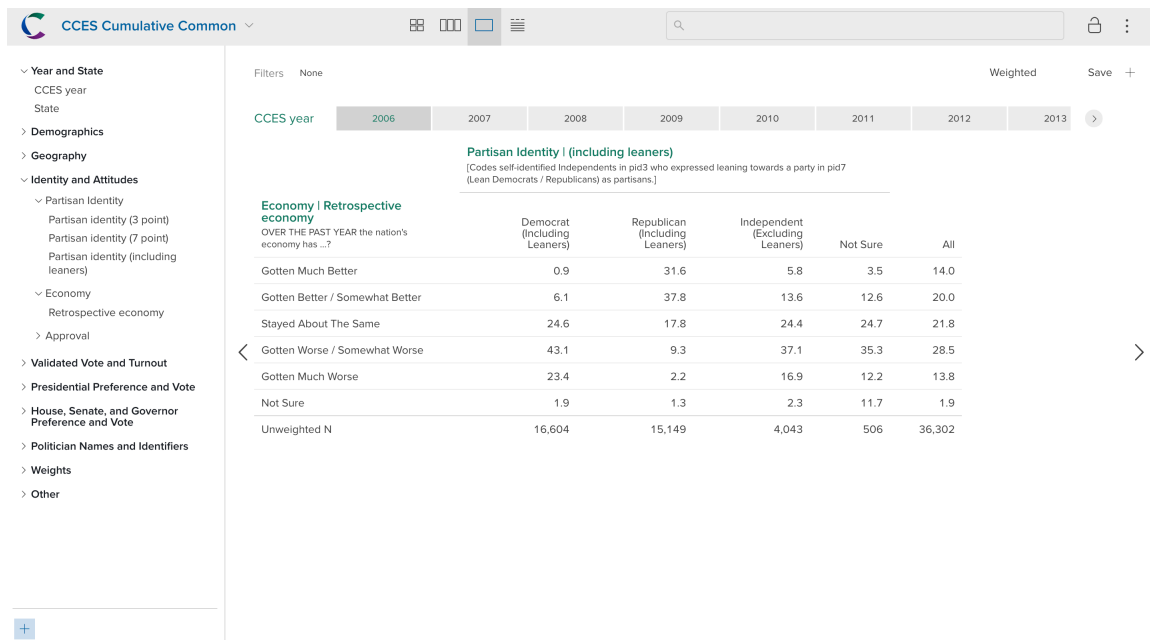 CCES Cumulative Common
Year and State
CCES year
State
Demographics
Geography
Identity and Attitudes
Partisan Identity
Partisan identity (3 point)
Partisan identity (7 point)
Partisan identity (including
leaners)
Economy
Retrospective economy
Approval
Validated Vote and Turnout
Presidential Preference and Vote
House, Senate, and Governor
Preference and Vote
Politician Names and Identifiers
Weights
Other
Filters None Weighted Save
CCES year 2006 2007 2008 2009 2010 2011 2012 2013
Partisan Identity | (including leaners)
[Codes self-identified Independents in pid3 who expressed leaning towards a party in pid7
(Lean Democrats / Republicans) as partisans.]
Economy | Retrospective
economy
OVER THE PAST YEAR the nation's
economy has ...?
Democrat Republican Independent
(Including (Including (Excluding
Leaners) Leaners) Leaners) Not Sure All
Gotten Much Better 0.9 31.6 5.8 3.5 14.0
Gotten Better / Somewhat Better 6.1 37.8 13.6 12.6 20.0
Stayed About The Same 24.6 17.8 24.4 24.7 21.8
Gotten Worse / Somewhat Worse 43.1 9.3 37.1 35.3 28.5
Gotten Much Worse 23.4 2.2 16.9 12.2 13.8
Not Sure 1.9 1.3 2.3 11.7 1.9
Unweighted N 16,604 15,149 4,043 506 36,302